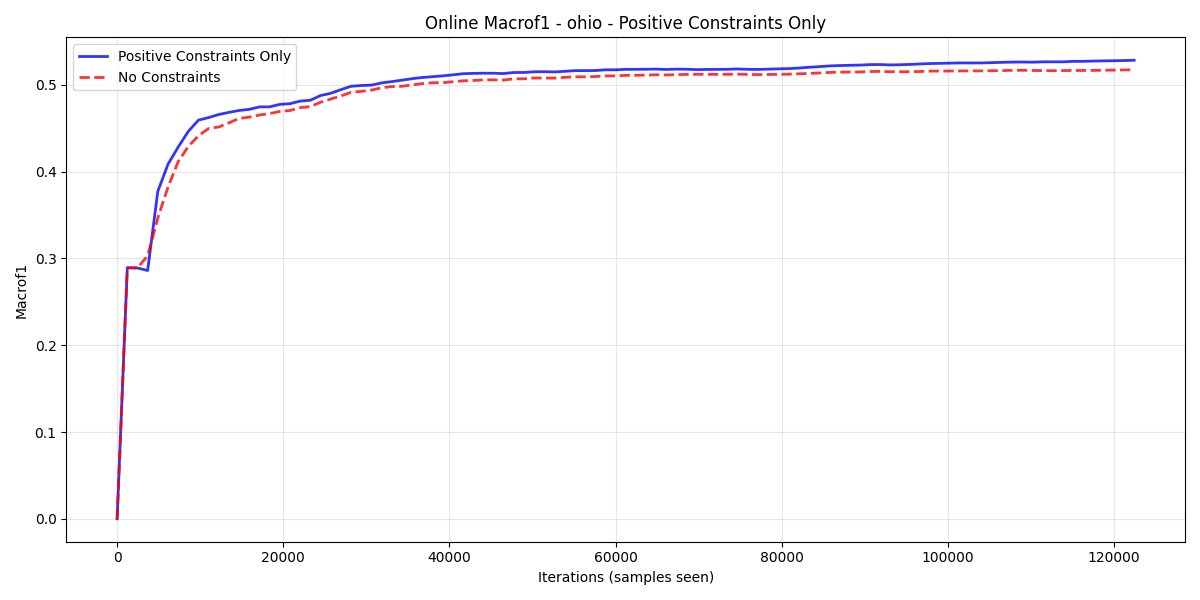 Online Macrof1 - ohio - Positive Constraints Only
Positive Constraints Only
No Constraints
Macrof1
0.5
0.4
0.3
0.2
0.1
0.0
0
20000
40000
60000
80000
100000
120000
Iterations (samples seen)